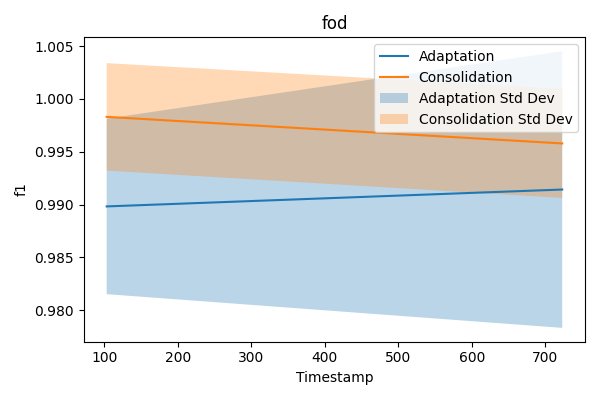 fod
1.005
1.000
0.995
0.990
0.985
0.980
f1
Adaptation
Consolidation
Adaptation Std Dev
Consolidation Std Dev
100 200 300 400 500 600 700
Timestamp